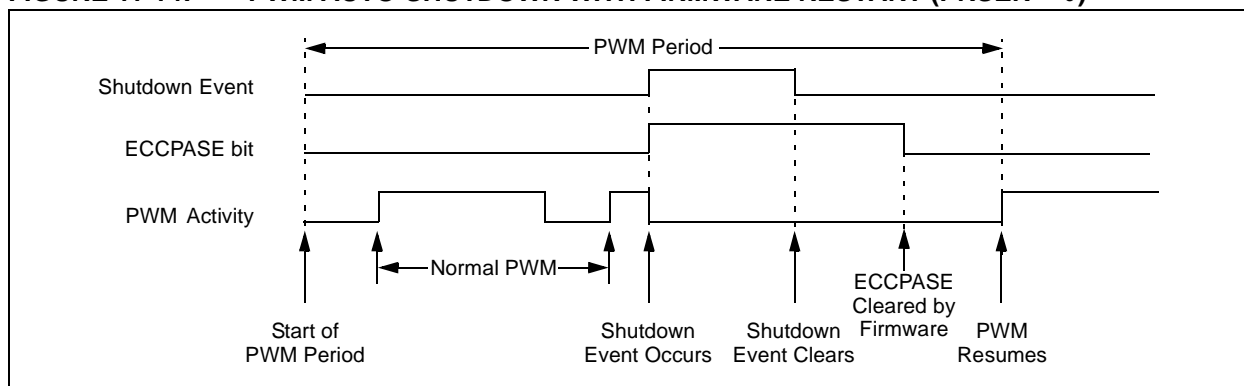 PWM Period
Shutdown Event
ECCPASE bit
PWM Activity
Normal PWM
Start of
PWM Period
Shutdown
Event Occurs
Shutdown
Event Clears
ECCPASE
Cleared by
Firmware
PWM
Resumes